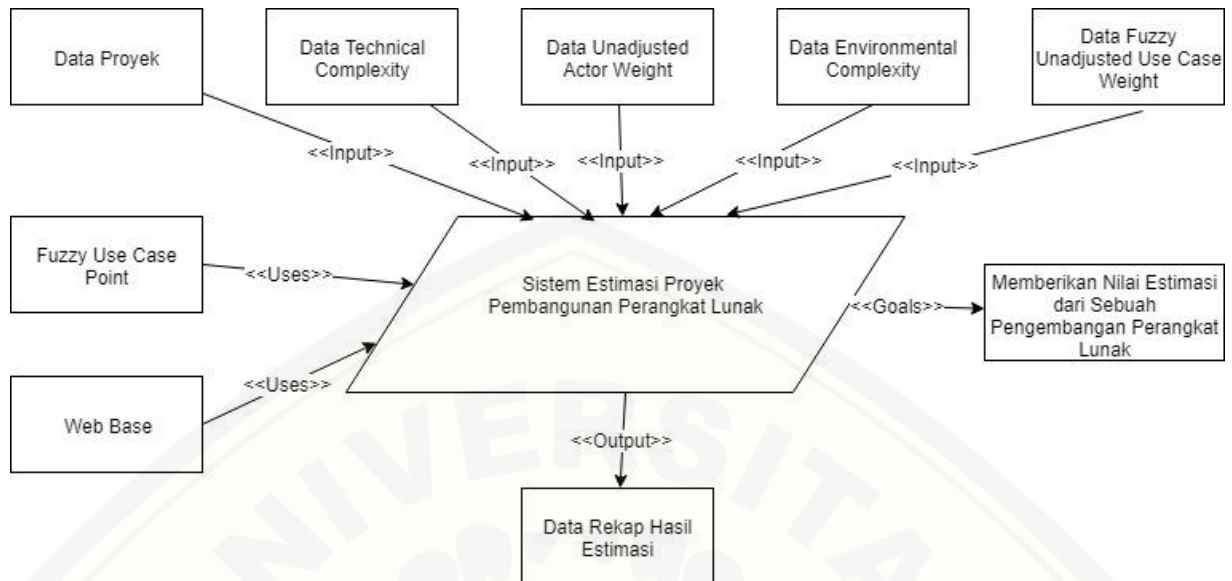 Data Proyek
Data Technical
Complexity
Data Unadjusted
Actor Weight
Data Environmental
Complexity
Data Fuzzy
Unadjusted Use Case
Weight
<<Input>>
<<Input>>
<<Input>>
<<Input>>
<<Input>>
Fuzzy Use Case
Point
<<Uses>>
Sistem Estimasi Proyek
Pembangunan Perangkat Lunak
<<Goals>>
Memberikan Nilai Estimasi
dari Sebuah
Pengembangan Perangkat
Lunak
Web Base
<<Uses>>
<<Output>>
Data Rekap Hasil
Estimasi
NIVERSITA